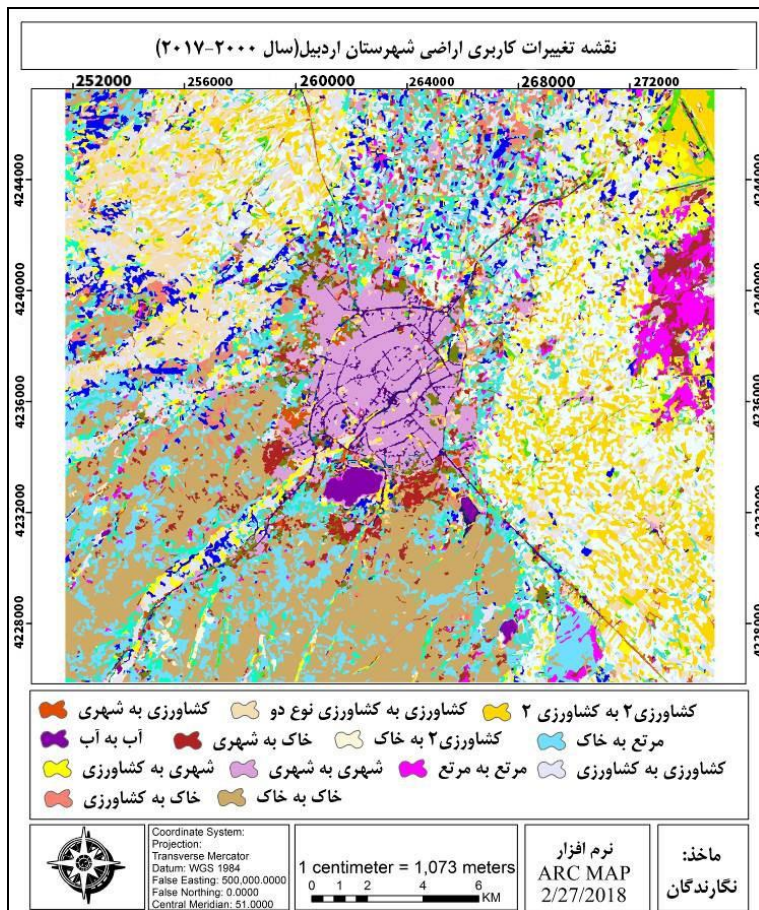 نقشه تغییرات کاربری اراضی شهرستان اردبیل(سال ۲۰۰۰-۲۰۱۷)
252000 256000 260000 264000 268000 272000
4244000 4244000
4240000 4240000
4236000 4236000
4232000 4232000
4228000 4228000
کشاورزی به شهری کشاورزی به کشاورزی نوع دو کشاورزی۲ به کشاورزی ۲
آب به آب خاک به شهری کشاورزی۲ به خاک مرتع به خاک
شهری به کشاورزی شهری به شهری مرتع به مرتع کشاورزی به کشاورزی
خاک به کشاورزی خاک به خاک
Coordinate System:
Projection:
Transverse Mercator
Datum: WGS 1984
False Easting: 500,000.0000
False Northing: 0.0000
Central Meridian: 51.0000
1 centimeter = 1,073 meters
0 1 2 4 6
KM
نرم افزار
ARC MAP
2/27/2018
ماخذ:
نگارندگان